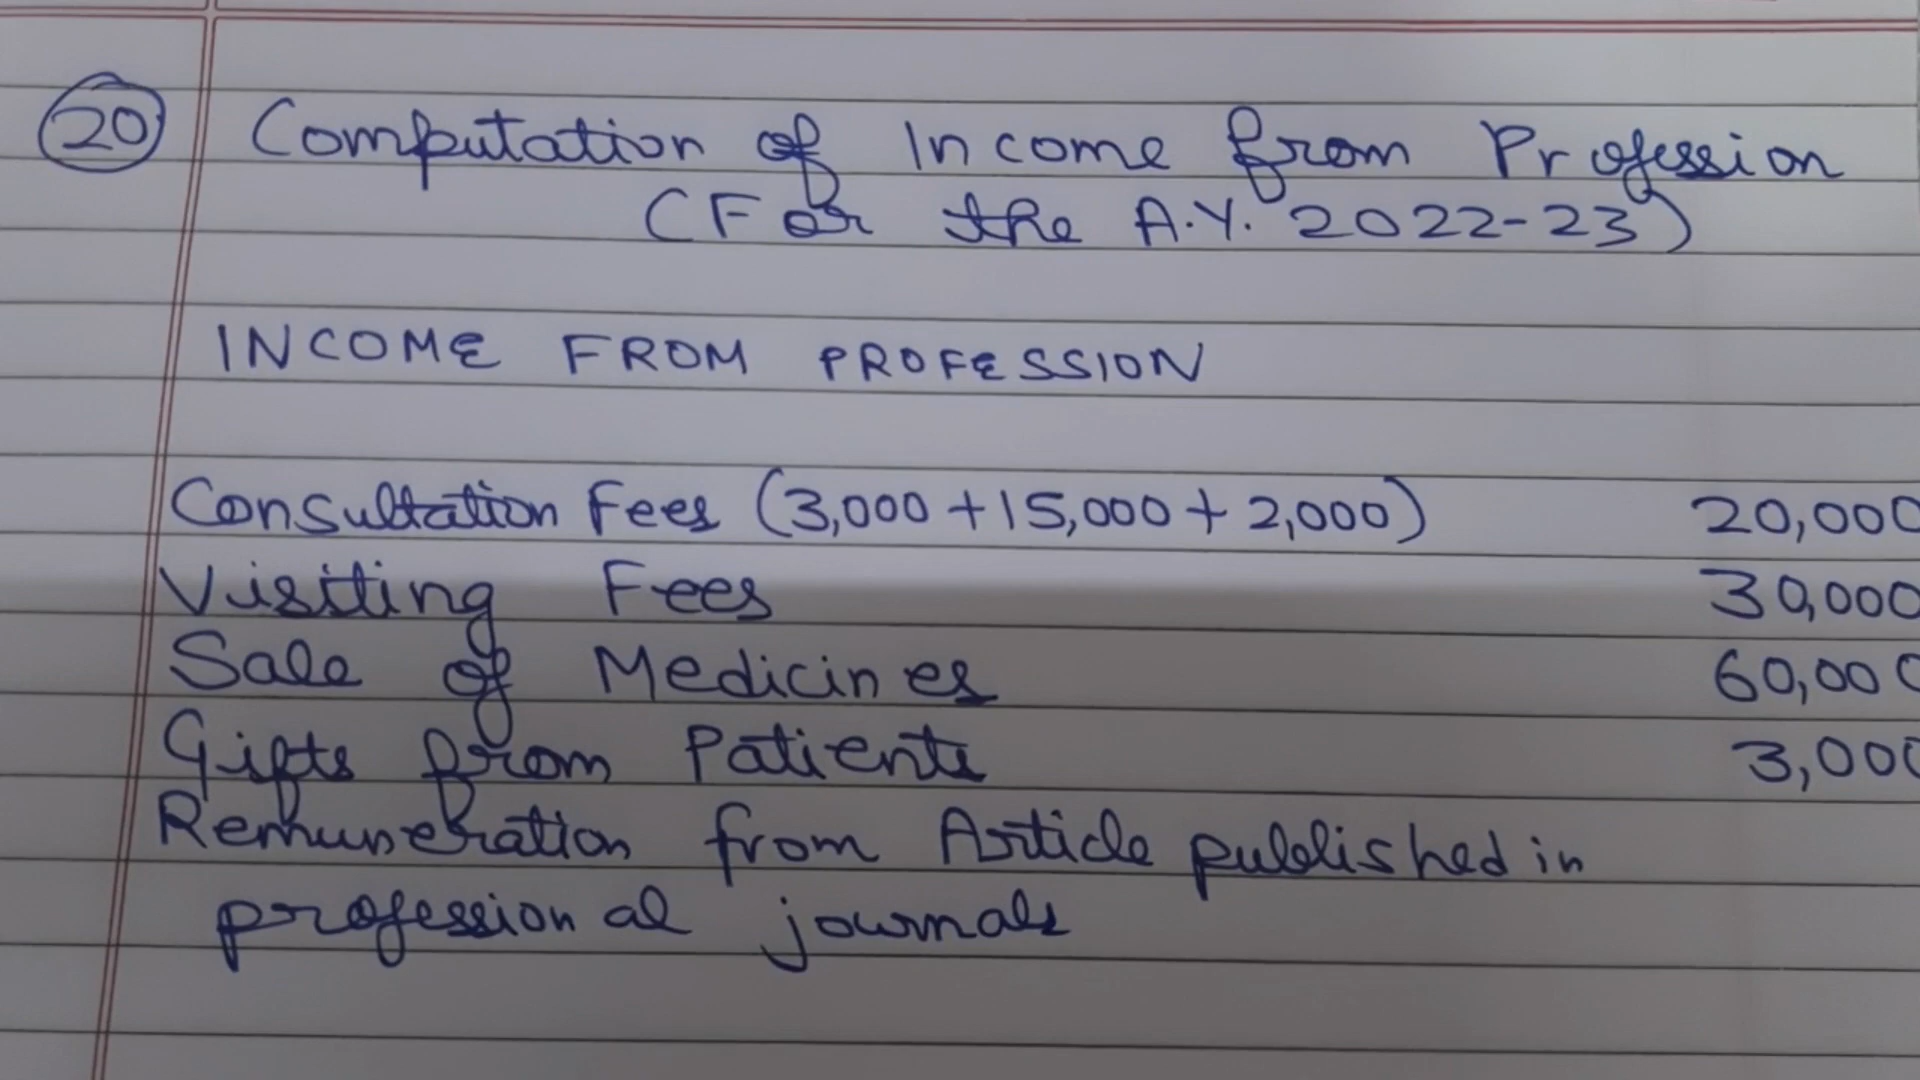 20 Computation of Income from Profession
(For the A.Y. 2022-23)
INCOME FROM PROFESSION
Consultation Fees (3,000 + 15,000 + 2,000) 20,000
Visiting Fees 30,000
Sale of Medicines 60,000
Gifts from Patients 3,000
Remuneration from Article published in
professional journals